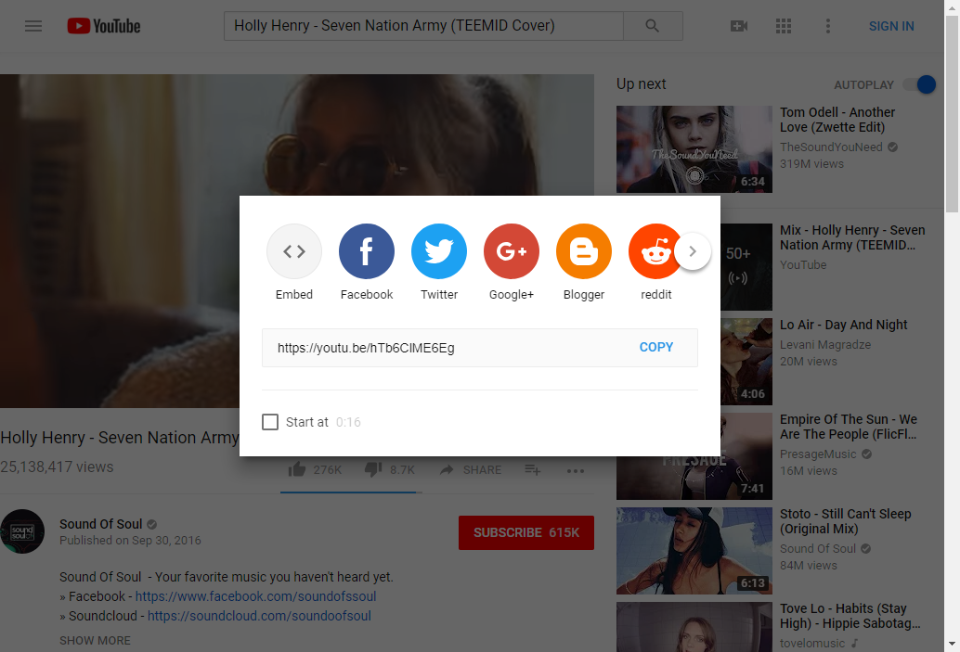 YouTube
Holly Henry - Seven Nation Army (TEEMID Cover)
SIGN IN
Up next
AUTOPLAY
TheSoundYouNeed
6:34
Tom Odell - Another
Love (Zwette Edit)
TheSoundYouNeed
319M views
50+
Mix - Holly Henry - Seven
Nation Army (TEEMID...
YouTube
4:06
Lo Air - Day And Night
Levani Magradze
20M views
PRESAGE
7:41
Empire Of The Sun - We
Are The People (FlicFl...
PresageMusic
16M views
6:13
Stoto - Still Can't Sleep
(Original Mix)
Sound Of Soul
84M views
Tove Lo - Habits (Stay
High) - Hippie Sabotag...
tovelomusic
Embed
Facebook
Twitter
G+
Google+
Blogger
reddit
https://youtu.be/hTb6CIME6Eg
COPY
Start at 0:16
Holly Henry - Seven Nation Army
25,138,417 views
276K
8.7K
SHARE
sound
soul
Sound Of Soul
Published on Sep 30, 2016
SUBSCRIBE 615K
Sound Of Soul - Your favorite music you haven't heard yet.
» Facebook - https://www.facebook.com/soundofssoul
» Soundcloud - https://soundcloud.com/soundoofsoul
SHOW MORE